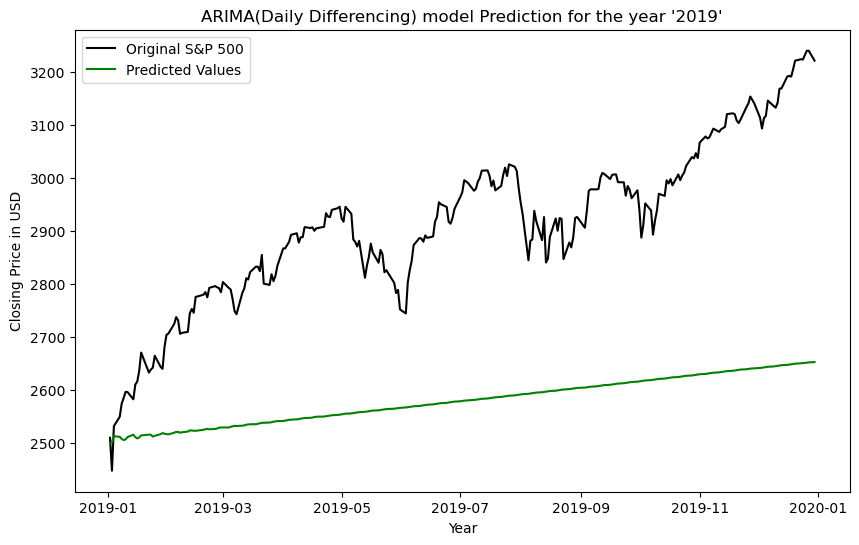 ARIMA(Daily Differencing) model Prediction for the year '2019'
Original S&P 500
Predicted Values
Closing Price in USD
3200
3100
3000
2900
2800
2700
2600
2500
2019-01 2019-03 2019-05 2019-07 2019-09 2019-11 2020-01
Year